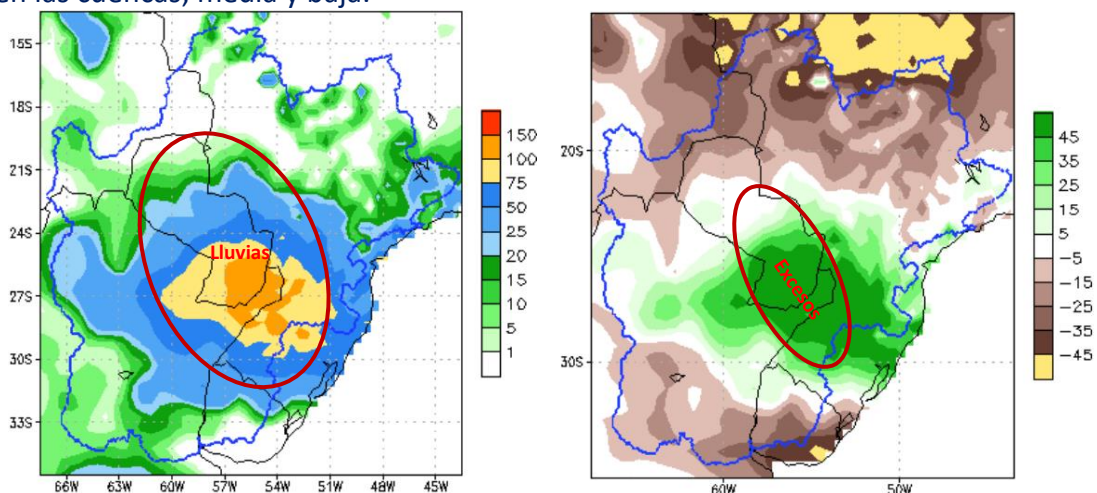 en las cuencas, media y baja.
15S
18S
21S
24S
27S
30S
33S
66W 63W 60W 57W 54W 51W 48W 45W
Lluvias
150
100
75
50
25
20
15
10
5
1
20S
30S
60W 50W
Excesos
45
35
25
15
5
−5
−15
−25
−35
−45